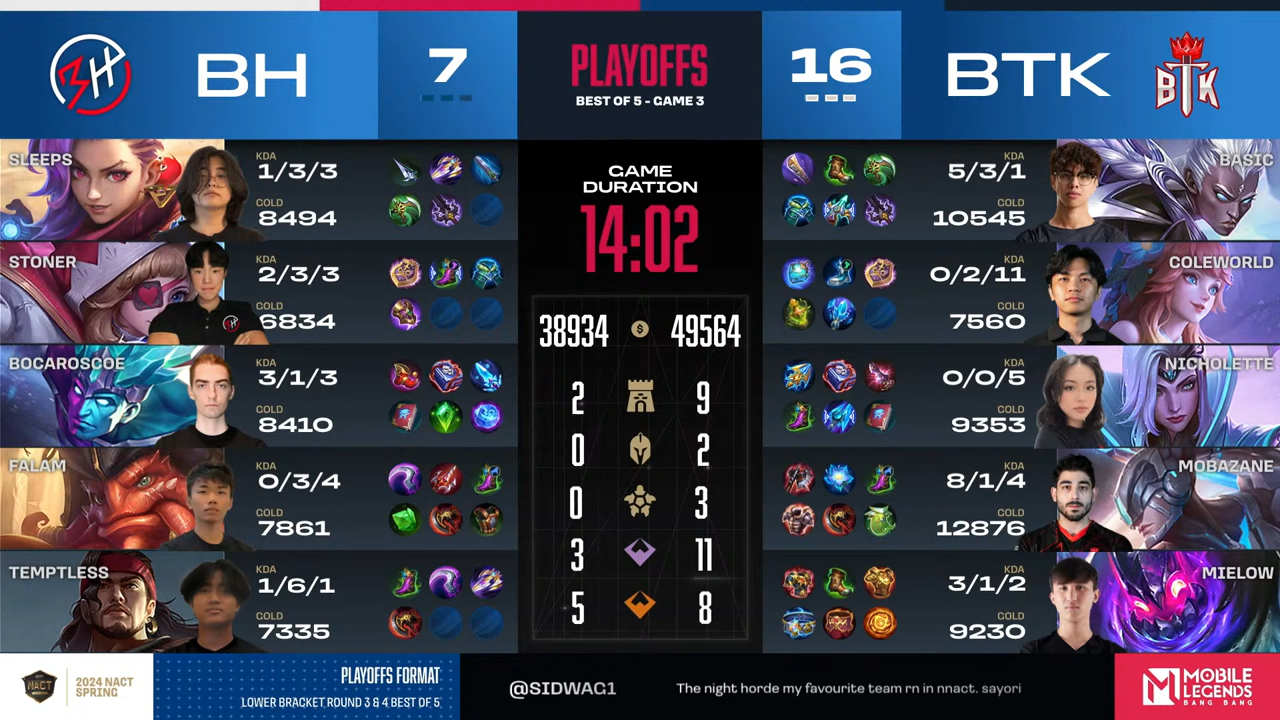 BH
7
PLAYOFFS
BEST OF 5 - GAME 3
16
BTK
BTK
SLEEPS
KDA
1/3/3
GOLD
8494
STONER
KDA
2/3/3
GOLD
6834
BOCAROSCOE
KDA
3/1/3
GOLD
8410
FALAM
KDA
0/3/4
GOLD
7861
TEMPTLESS
KDA
1/6/1
GOLD
7335
GAME
DURATION
14:02
38934 49564
2 9
0 2
0 3
3 11
5 8
KDA
5/3/1
GOLD
10545
BASIC
KDA
0/2/11
GOLD
7560
COLEWORLD
KDA
0/0/5
GOLD
9353
NICHOLETTE
KDA
8/1/4
GOLD
12876
MOBAZANE
KDA
3/1/2
GOLD
9230
MIELOW
NACT
2024 NACT
SPRING
PLAYOFFS FORMAT
LOWER BRACKET ROUND 3 & 4 BEST OF 5
@SIDWAG1
The night horde my favourite team rn in nnact. sayori
MOBILE
LEGENDS
BANG BANG